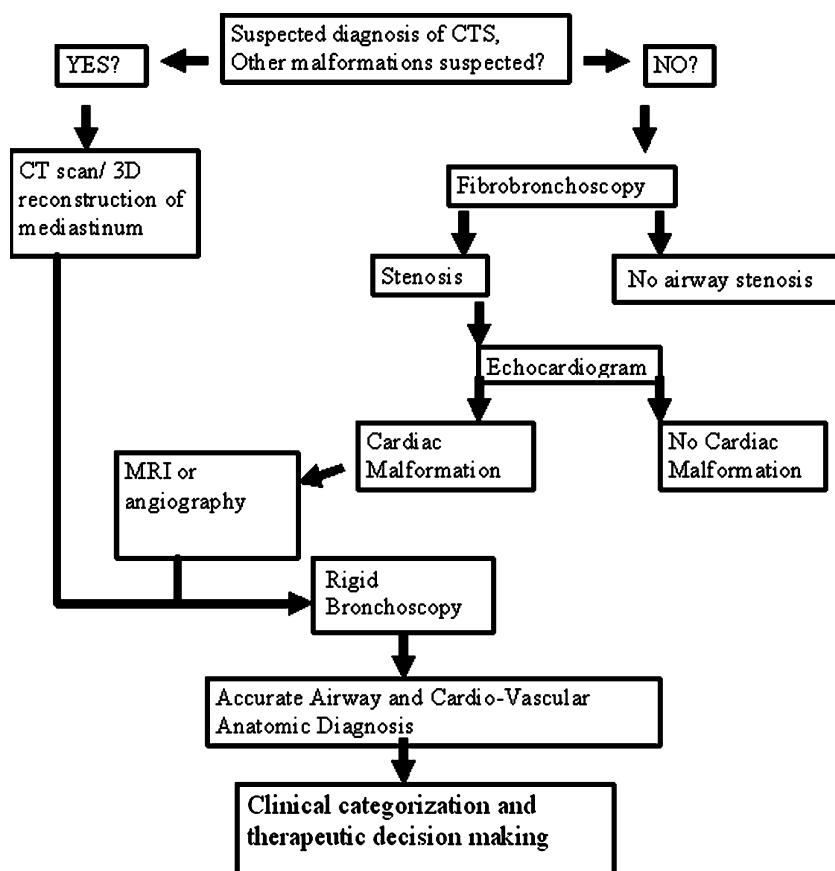 Suspected diagnosis of CTS,
Other malformations suspected?
YES?
NO?
CT scan/ 3D
reconstruction of
mediastinum
Fibrobronchoscopy
Stenosis
No airway stenosis
Echocardiogram
Cardiac
Malformation
No Cardiac
Malformation
MRI or
angiography
Rigid
Bronchoscopy
Accurate Airway and Cardio-Vascular
Anatomic Diagnosis
Clinical categorization and
therapeutic decision making